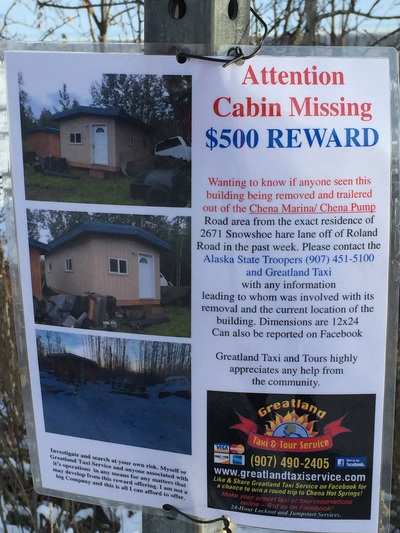 Attention
Cabin Missing
$500 REWARD
Wanting to know if anyone seen this
building being removed and trailered
out of the Chena Marina/ Chena Pump
Road area from the exact residence of
2671 Snowshoe hare lane off of Roland
Road in the past week. Please contact the
Alaska State Troopers (907) 451-5100
and Greatland Taxi
with any information
leading to whom was involved with its
removal and the current location of the
building. Dimensions are 12x24
Can also be reported on Facebook
Greatland Taxi and Tours highly
appreciates any help from
the community.
Investigate and search at your own risk. Myself or
Greatland Taxi Service and anyone associated with
it's operations in any means for any matters that
may develop from this reward offering. I am not a
big Company and this is all I can afford to offer.
Greatland
Taxi & Tour Service
VISA
(907) 490-2405
www.greatlandtaxiservice.com
Like & Share Greatland Taxi Service on Facebook for
a chance to win a round trip to Chena Hot Springs!
Make your airport taxi or tour reservations
online - find us on Facebook!
24-Hour Lockout and Jumpstart Services.